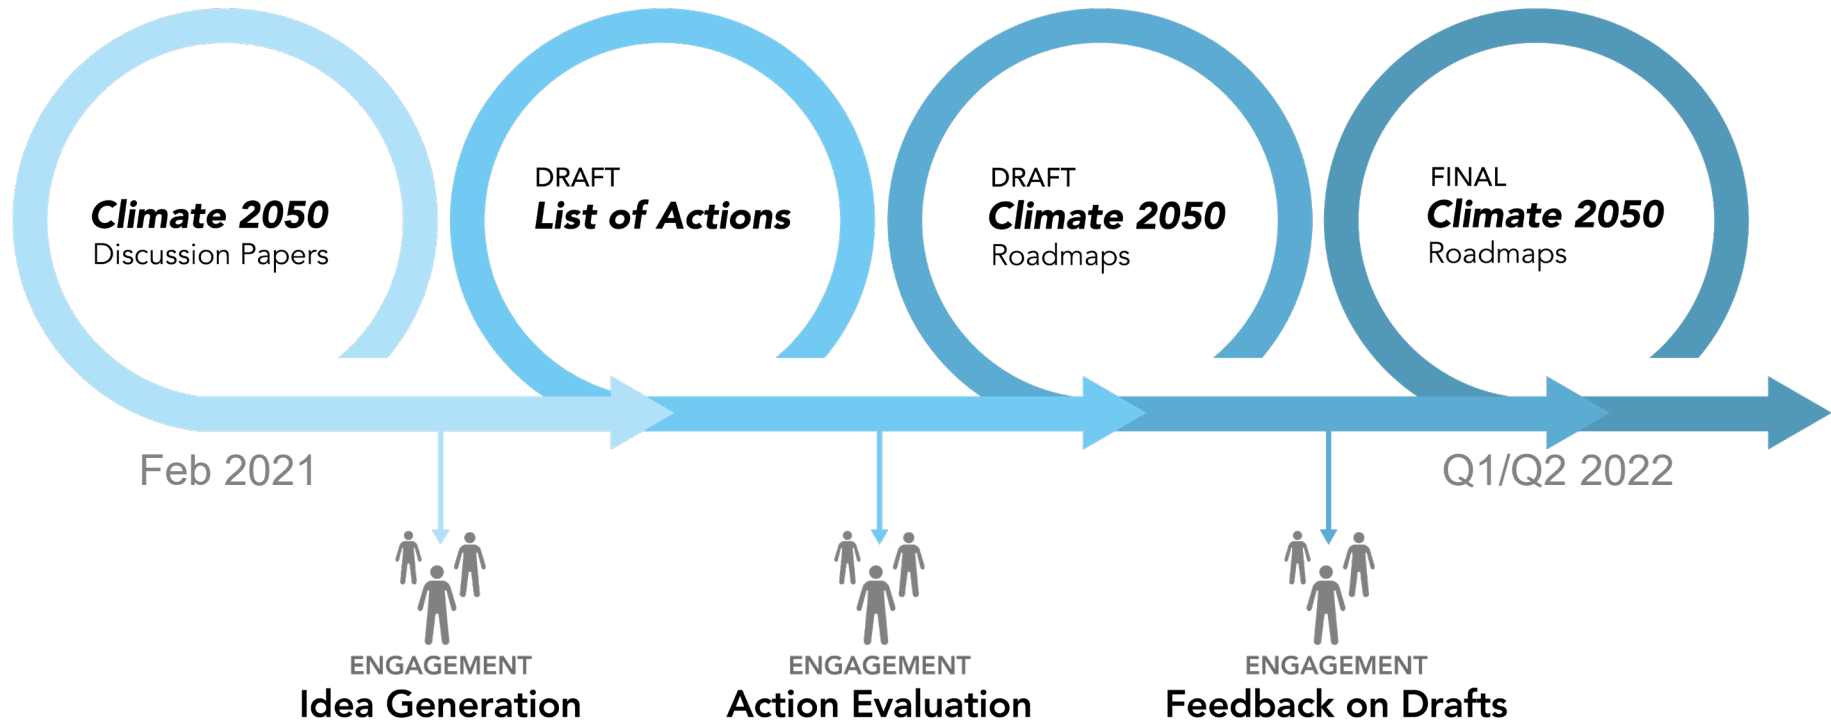 Climate 2050
Discussion Papers
DRAFT
List of Actions
DRAFT
Climate 2050
Roadmaps
FINAL
Climate 2050
Roadmaps
Feb 2021
Q1/Q2 2022
ENGAGEMENT
Idea Generation
ENGAGEMENT
Action Evaluation
ENGAGEMENT
Feedback on Drafts